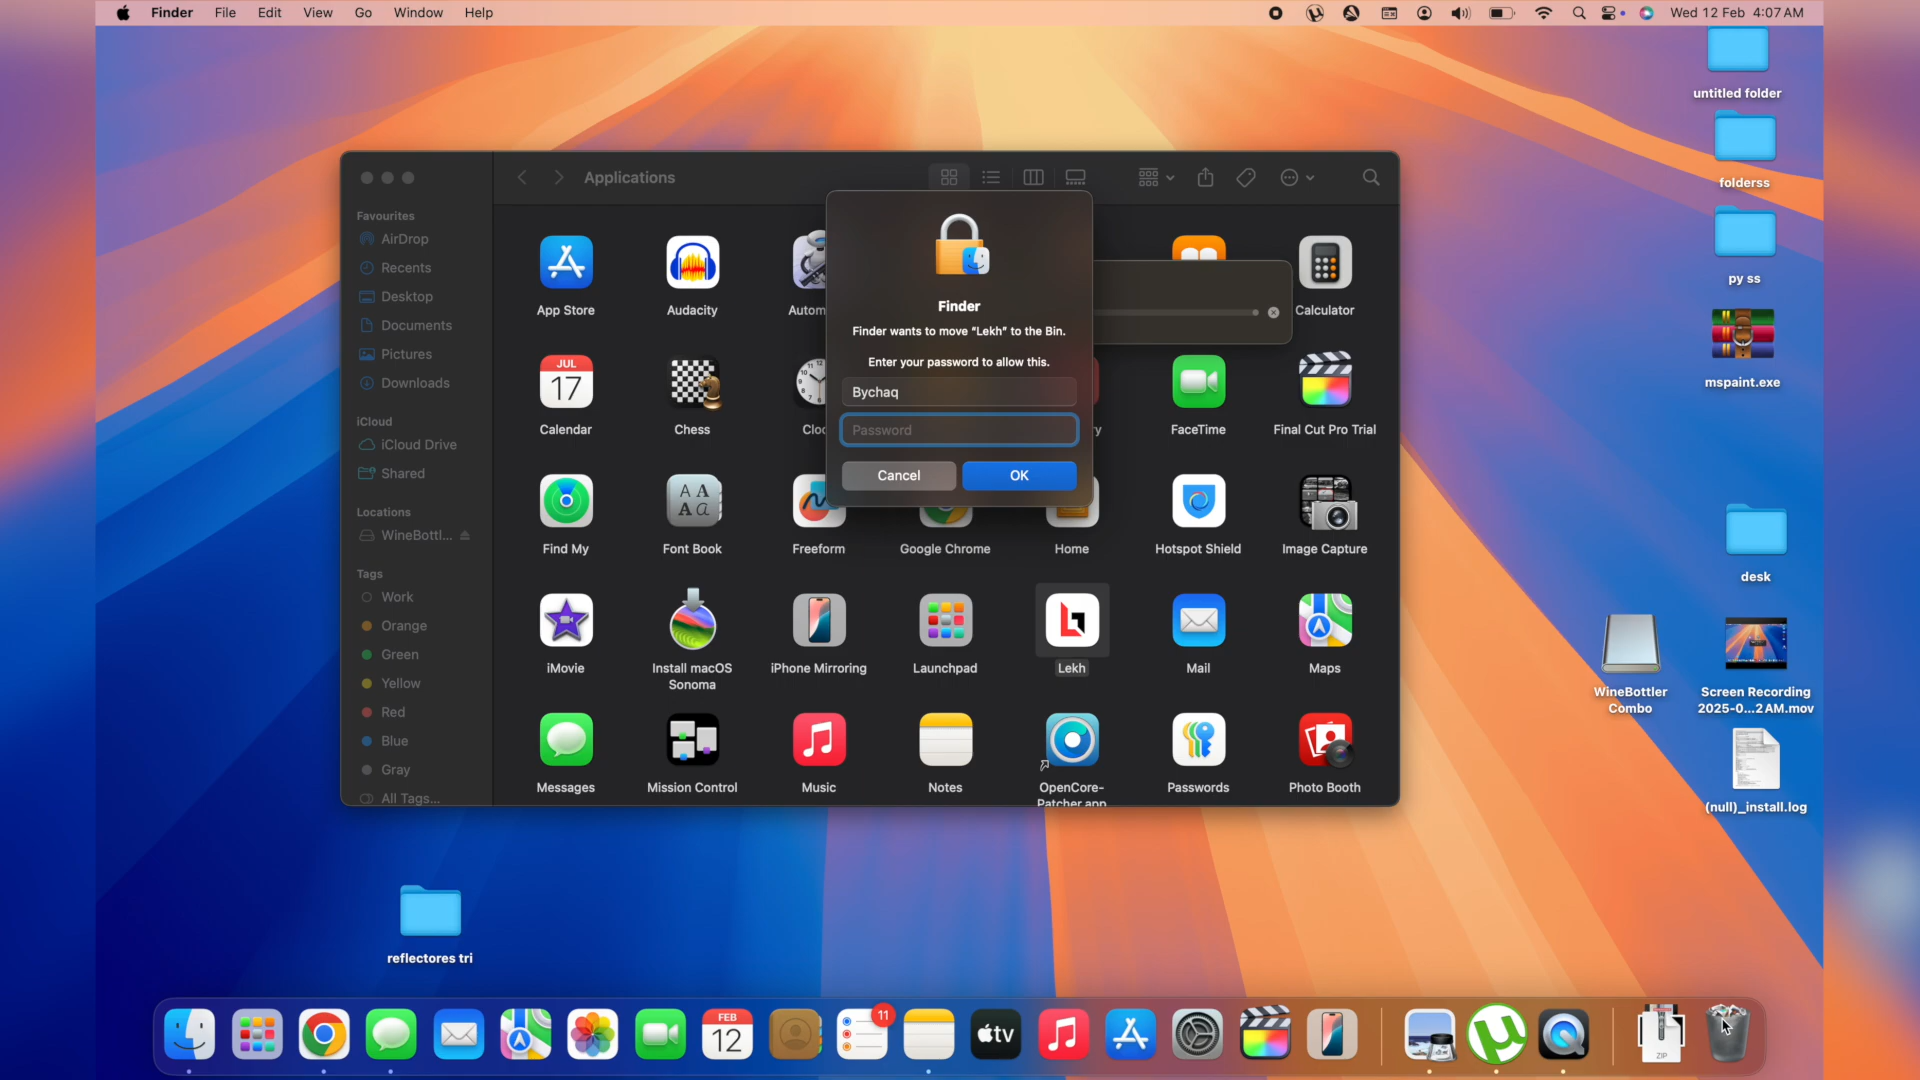 Finder File Edit View Go Window Help
Wed 12 Feb 4:07 AM
untitled folder
folderss
py ss
mspaint.exe
desk
WineBottler
Combo
Screen Recording
2025-0...2 AM.mov
(null)_install.log
reflectores tri
Applications
Favourites
AirDrop
Recents
Desktop
Documents
Pictures
Downloads
iCloud
iCloud Drive
Shared
Locations
WineBottl...
Tags
Work
Orange
Green
Yellow
Red
Blue
Gray
All Tags...
Finder
Finder wants to move “Lekh” to the Bin.
Enter your password to allow this.
Bychaq
Password
Cancel OK
App Store Audacity Autom Calculator
JUL
17
Calendar Chess Cloc y FaceTime Final Cut Pro Trial
A A
A a
Find My Font Book Freeform Google Chrome Home Hotspot Shield Image Capture
iMovie Install macOS
Sonoma iPhone Mirroring Launchpad Lekh Mail Maps
Messages Mission Control Music Notes OpenCore-
Patcher.app Passwords Photo Booth
FEB
12
11
tv
ZIP